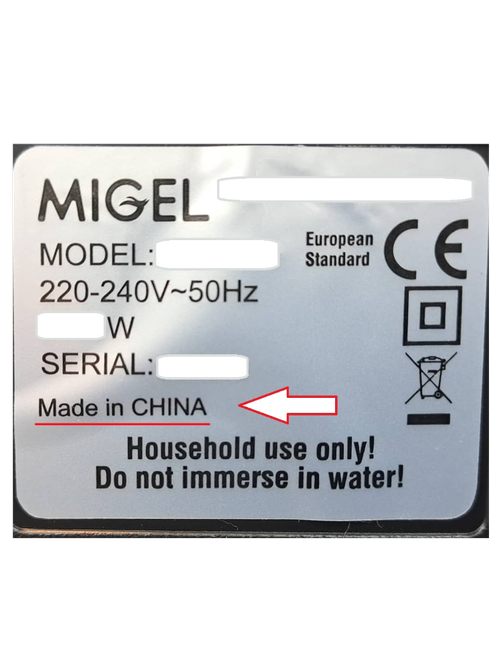 MIGEL
MODEL:
European
Standard
CE
220-240V~50Hz
W
SERIAL:
Made in CHINA
Household use only!
Do not immerse in water!